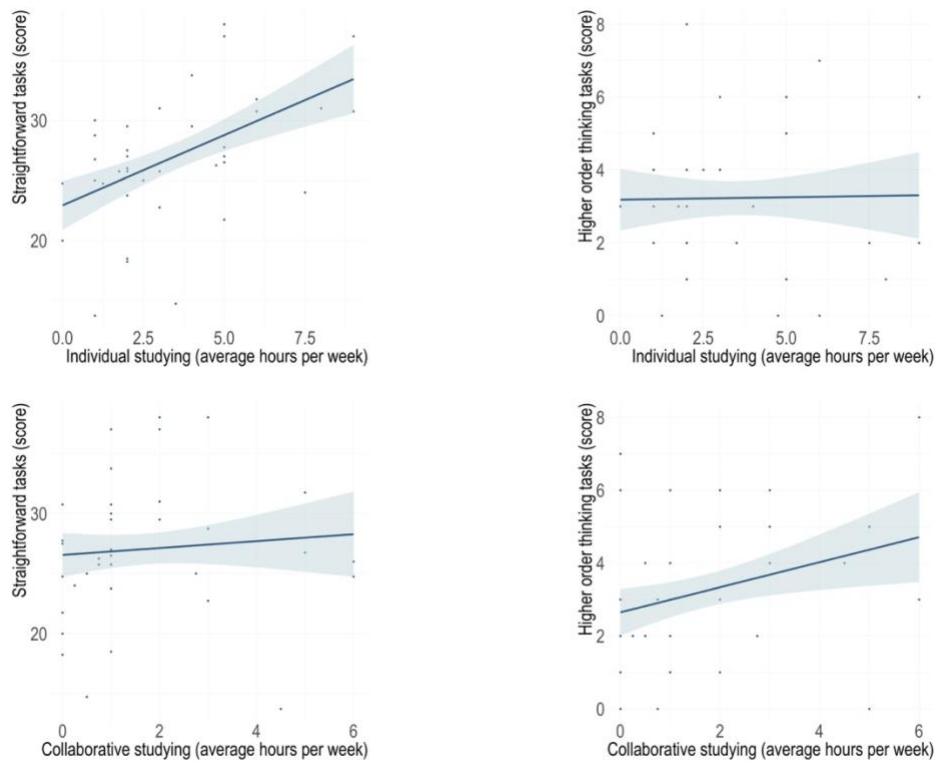 Straightforward tasks (score)
30
20
0.0 2.5 5.0 7.5
Individual studying (average hours per week)
Higher order thinking tasks (score)
8
6
4
2
0
0.0 2.5 5.0 7.5
Individual studying (average hours per week)
Straightforward tasks (score)
30
20
0 2 4 6
Collaborative studying (average hours per week)
Higher order thinking tasks (score)
8
6
4
2
0
0 2 4 6
Collaborative studying (average hours per week)